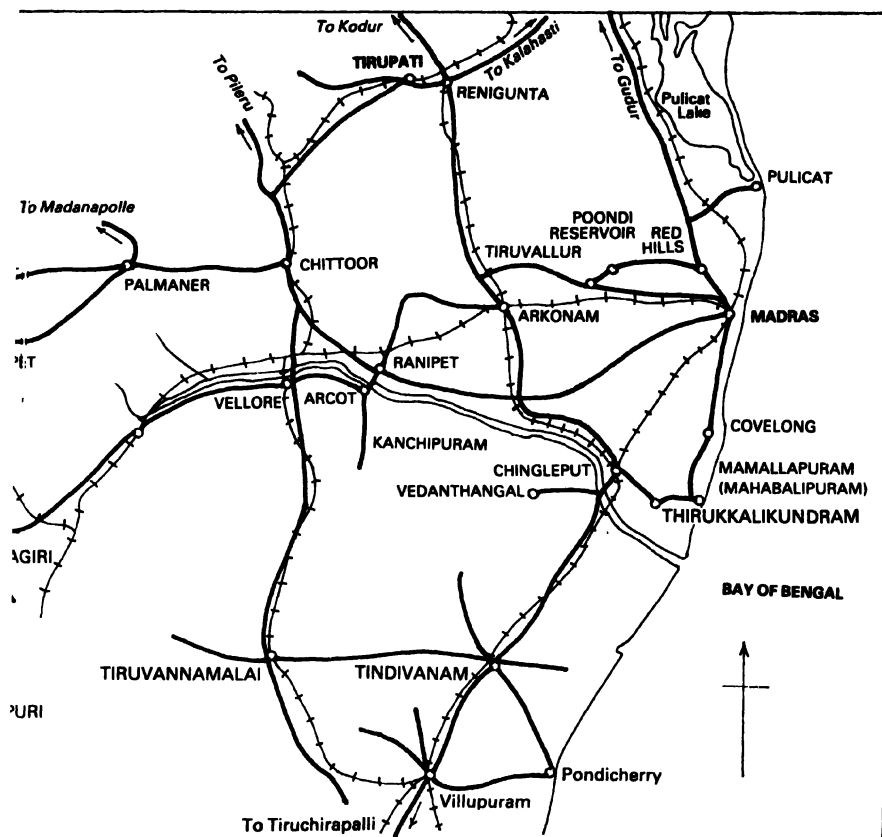 To Kodur
TIRUPATI
To Kalahasti
To Pileru
RENIGUNTA
To Gudur
Pulicat
Lake
PULICAT
To Madanapolle
POONDI
RESERVOIR
RED
HILLS
TIRUVALLUR
CHITTOOR
PALMANER
ARKONAM
MADRAS
RANIPET
VELLORE
ARCOT
KANCHIPURAM
COVELONG
CHINGLEPUT
MAMALLAPURAM
(MAHABALIPURAM)
VEDANTHANGAL
THIRUKKALIKUNDRAM
AGIRI
BAY OF BENGAL
TIRUVANNAMALAI
TINDIVANAM
PURI
Pondicherry
Villupuram
To Tiruchirapalli